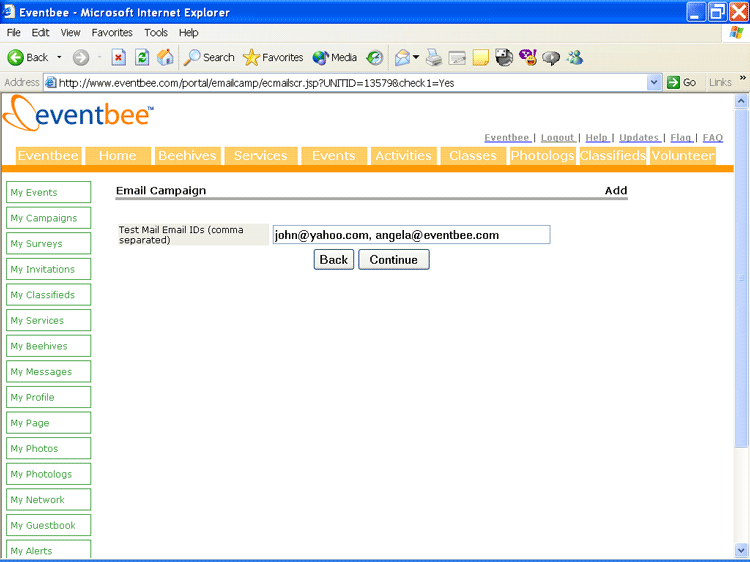 Eventbee - Microsoft Internet Explorer
File Edit View Favorites Tools Help
Back Search Favorites Media
Address http://www.eventbee.com/portal/emailcamp/ecmailscr.jsp?UNITID=13579&check1=Yes Go Links »
eventbee™
Eventbee | Logout | Help | Updates | Flag | FAQ
Eventbee Home Beehives Services Events Activities Classes Photologs Classifieds Volunteer
My Events
My Campaigns
My Surveys
My Invitations
My Classifieds
My Services
My Beehives
My Messages
My Profile
My Page
My Photos
My Photologs
My Network
My Guestbook
My Alerts
Email Campaign Add
Test Mail Email IDs (comma
separated)
john@yahoo.com, angela@eventbee.com
Back Continue